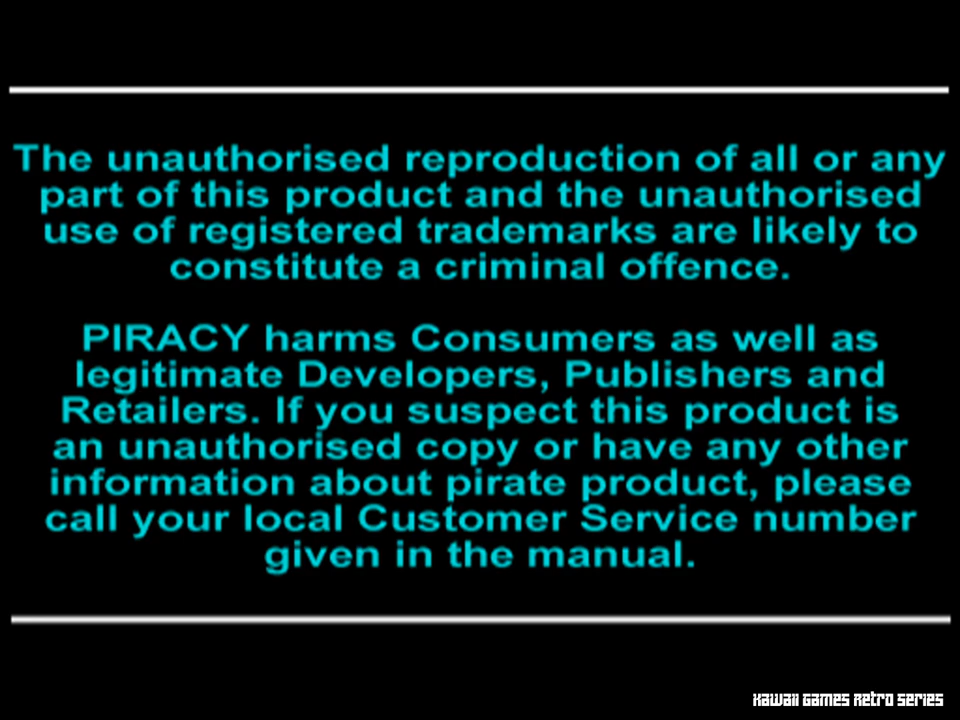 The unauthorised reproduction of all or any
part of this product and the unauthorised
use of registered trademarks are likely to
constitute a criminal offence.
PIRACY harms Consumers as well as
legitimate Developers, Publishers and
Retailers. If you suspect this product is
an unauthorised copy or have any other
information about pirate product, please
call your local Customer Service number
given in the manual.
Kawaii Games Retro Series